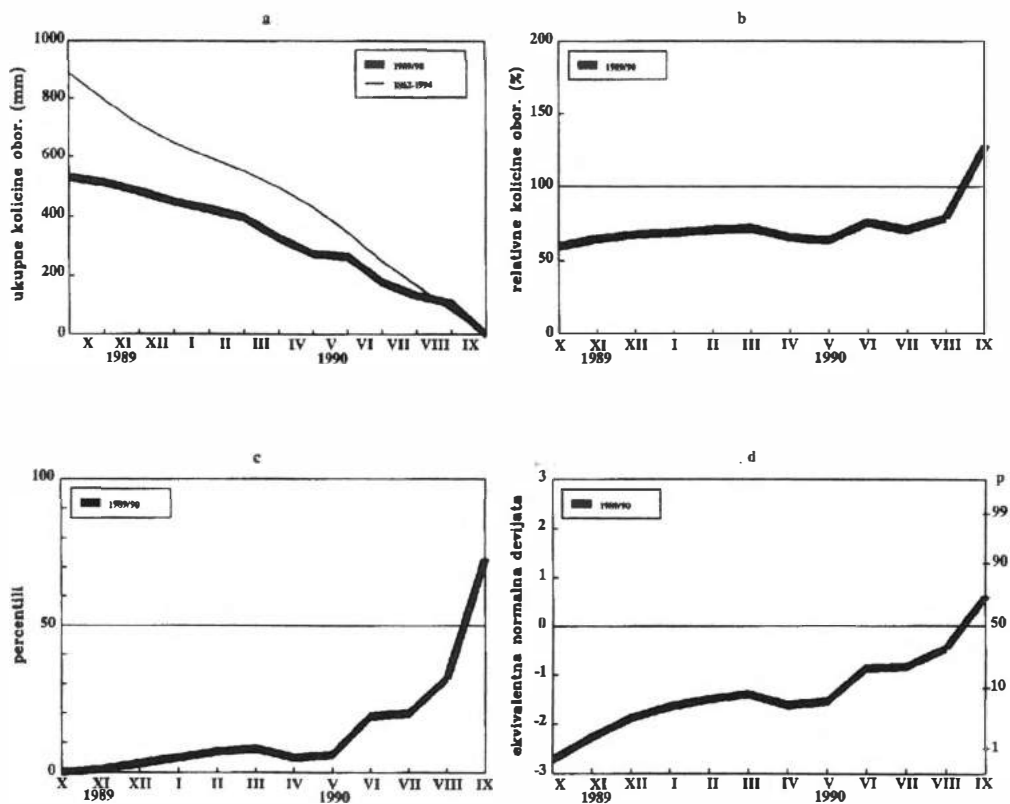 a
1000
800
600
400
200
0
ukupne kolicine obor. (mm)
1989/90
1862-1994
X XI XII I II III IV V VI VII VIII IX
1989 1990
b
200
150
100
50
0
relativne kolicine obor. (%)
1989/90
X XI XII I II III IV V VI VII VIII IX
1989 1990
c
100
50
0
percentili
1989/90
X XI XII I II III IV V VI VII VIII IX
1989 1990
d
3
2
1
0
-1
-2
-3
ekvivalentna normalna devijata
1989/90
p
99
90
50
10
1
X XI XII I II III IV V VI VII VIII IX
1989 1990